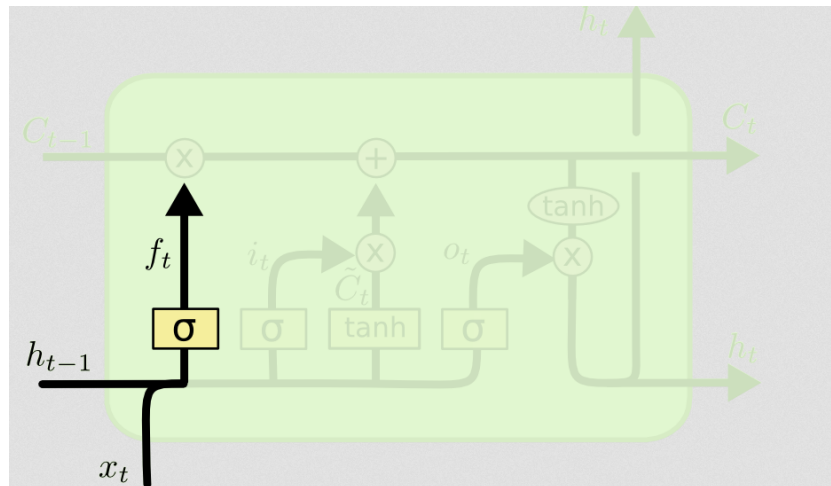 h_t
C_{t-1}
C_t
×
+
tanh
f_t
i_t
×
o_t
×
C̃_t
σ
σ
tanh
σ
h_{t-1}
h_t
x_t